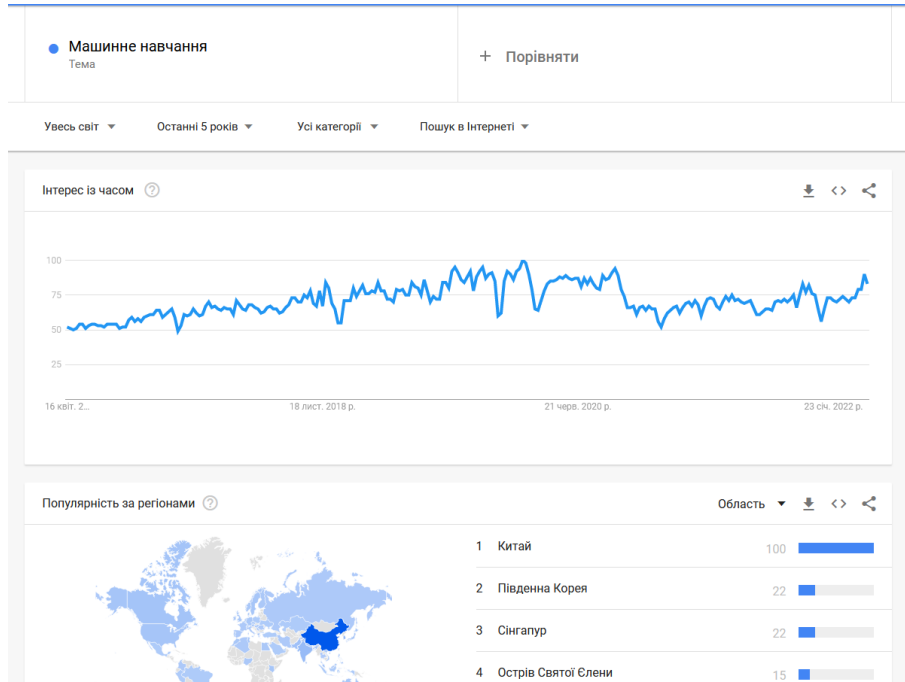 Машинне навчання
Тема
+ Порівняти
Увесь світ
Останні 5 років
Усі категорії
Пошук в Інтернеті
Інтерес із часом
100
75
50
25
16 квіт. 2...
18 лист. 2018 р.
21 черв. 2020 р.
23 січ. 2022 р.
Популярність за регіонами
Область
1 Китай 100
2 Південна Корея 22
3 Сінгапур 22
4 Острів Святої Єлени 15